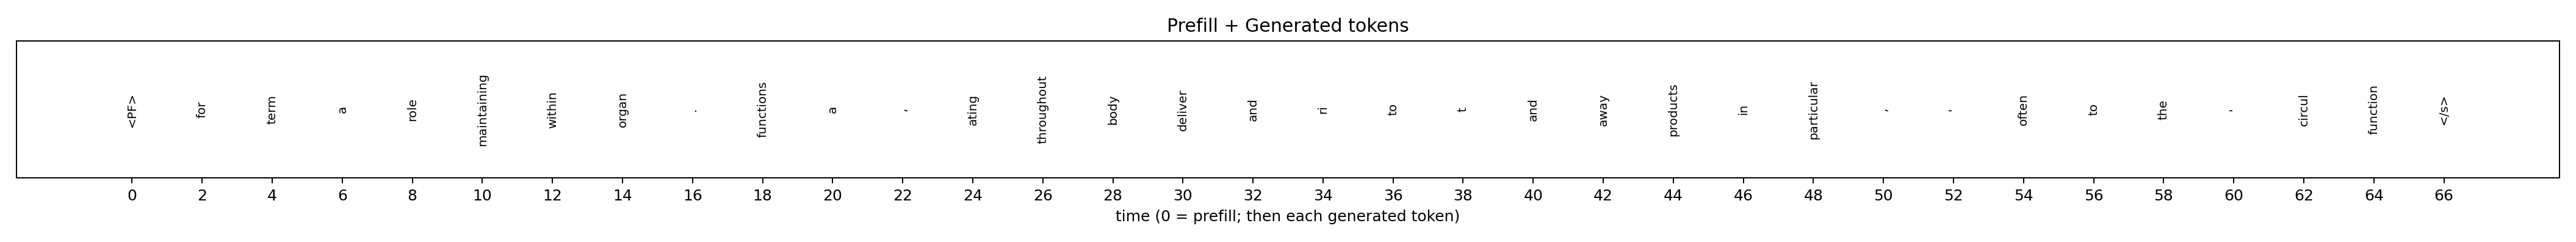 Prefill + Generated tokens
<PF> for term a role maintaining within organ . functions a , ating throughout body deliver and ri to t and away products in particular , , often to the - circul function </s>
0 2 4 6 8 10 12 14 16 18 20 22 24 26 28 30 32 34 36 38 40 42 44 46 48 50 52 54 56 58 60 62 64 66
time (0 = prefill; then each generated token)